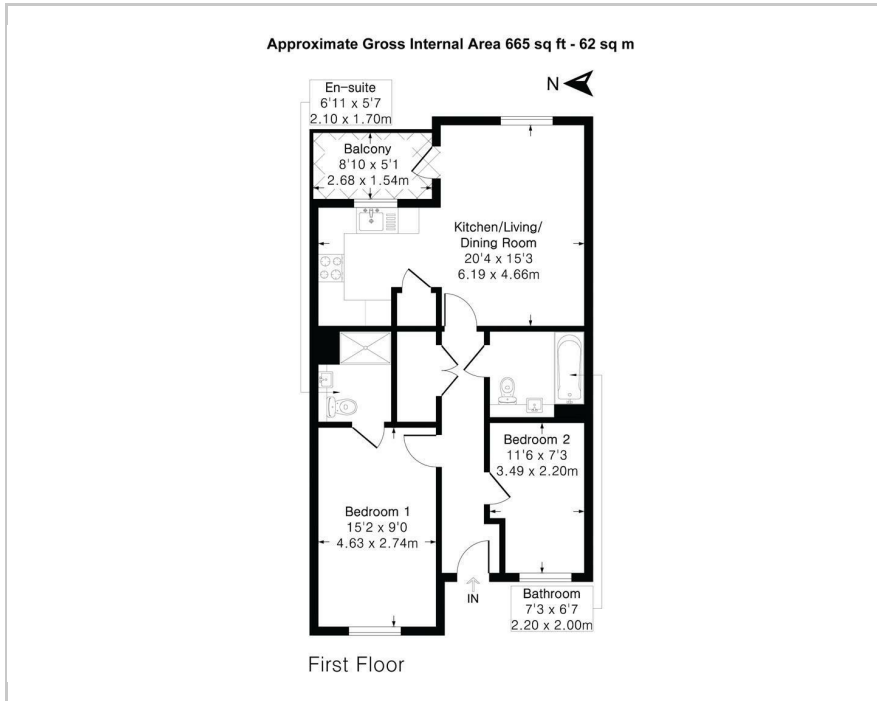 Approximate Gross Internal Area 665 sq ft - 62 sq m
N
En-suite
6'11 x 5'7
2.10 x 1.70m
Balcony
8'10 x 5'1
2.68 x 1.54m
Kitchen/Living/
Dining Room
20'4 x 15'3
6.19 x 4.66m
Bedroom 2
11'6 x 7'3
3.49 x 2.20m
Bedroom 1
15'2 x 9'0
4.63 x 2.74m
IN
Bathroom
7'3 x 6'7
2.20 x 2.00m
First Floor